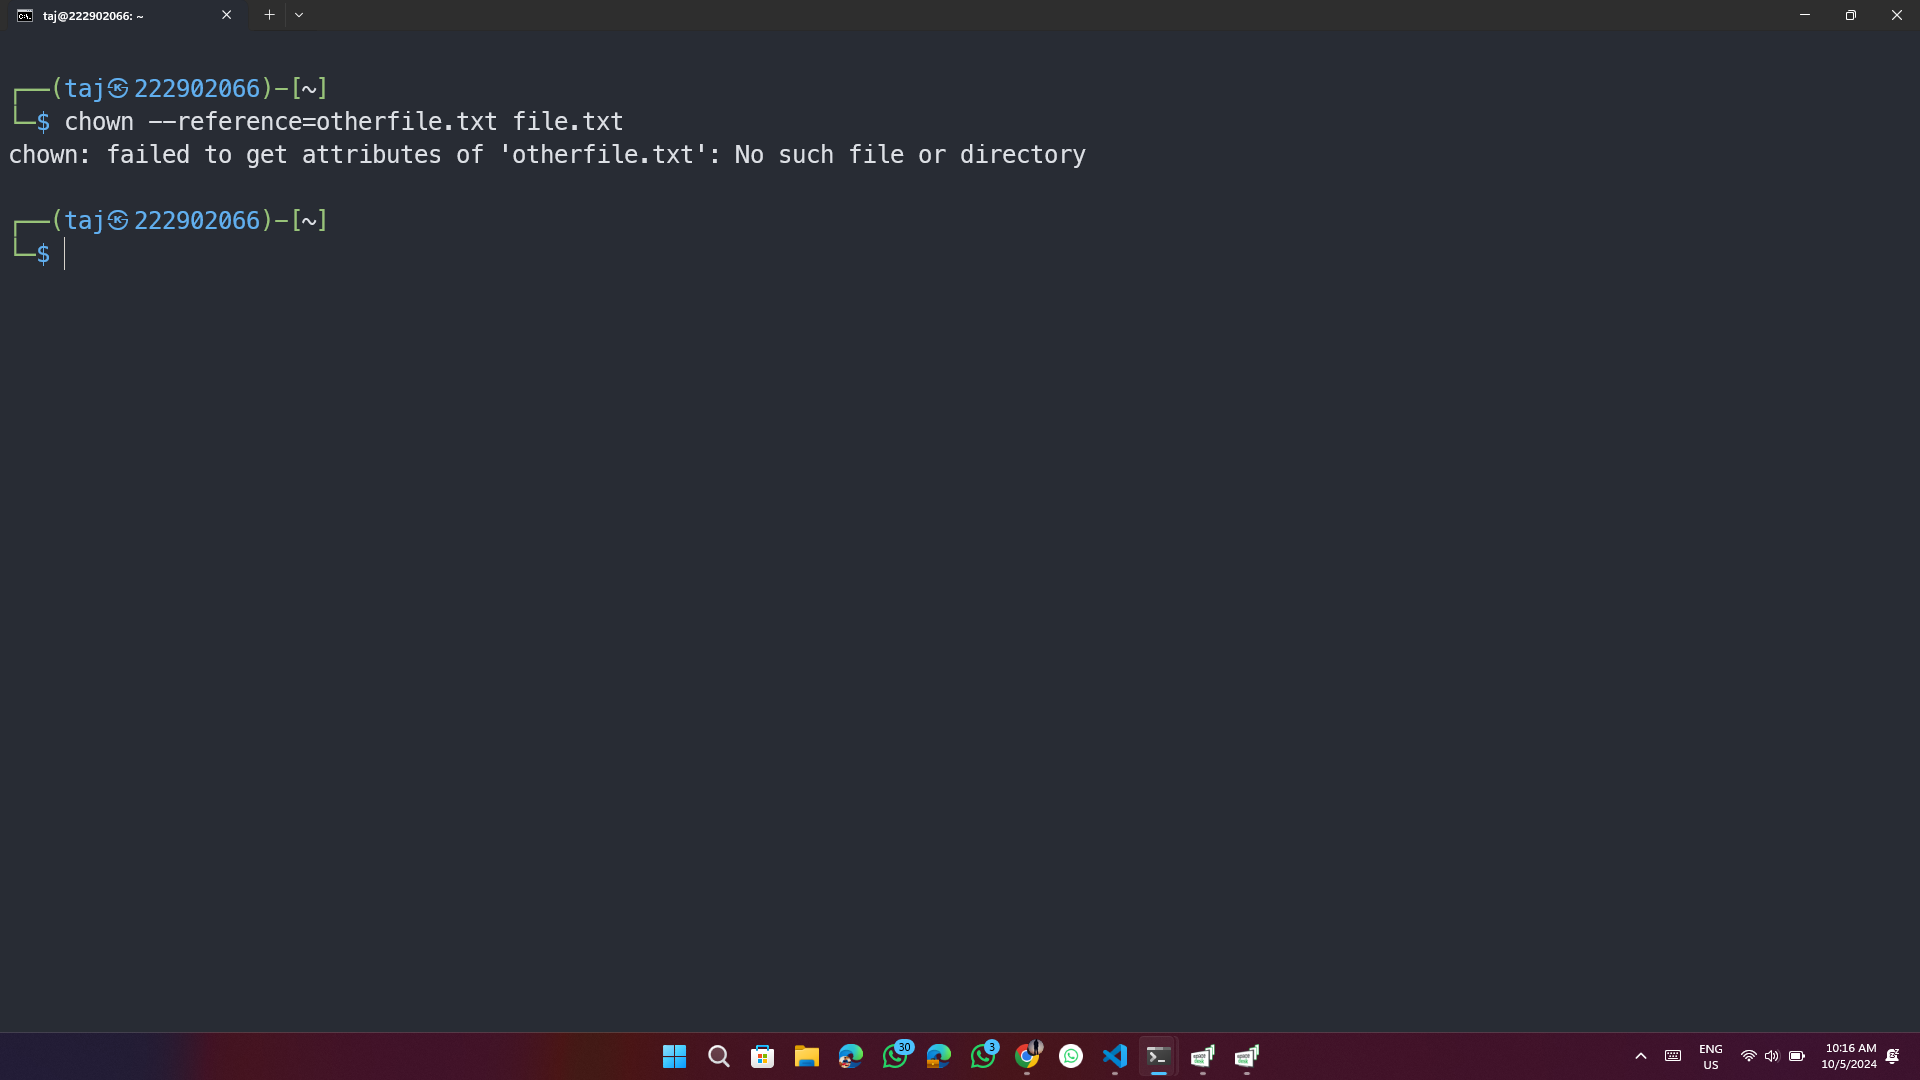 taj@222902066: ~
┌──(taj㉿222902066)-[~]
└─$ chown --reference=otherfile.txt file.txt
chown: failed to get attributes of 'otherfile.txt': No such file or directory
┌──(taj㉿222902066)-[~]
└─$
30
3
ENG
US
10:16 AM
10/5/2024